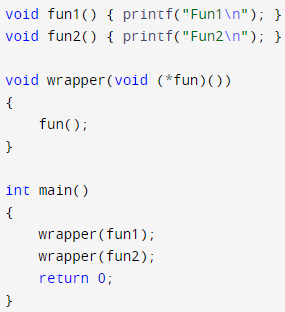 void fun1() { printf("Fun1\n"); }
void fun2() { printf("Fun2\n"); }
void wrapper(void (*fun)())
{
    fun();
}
int main()
{
    wrapper(fun1);
    wrapper(fun2);
    return 0;
}